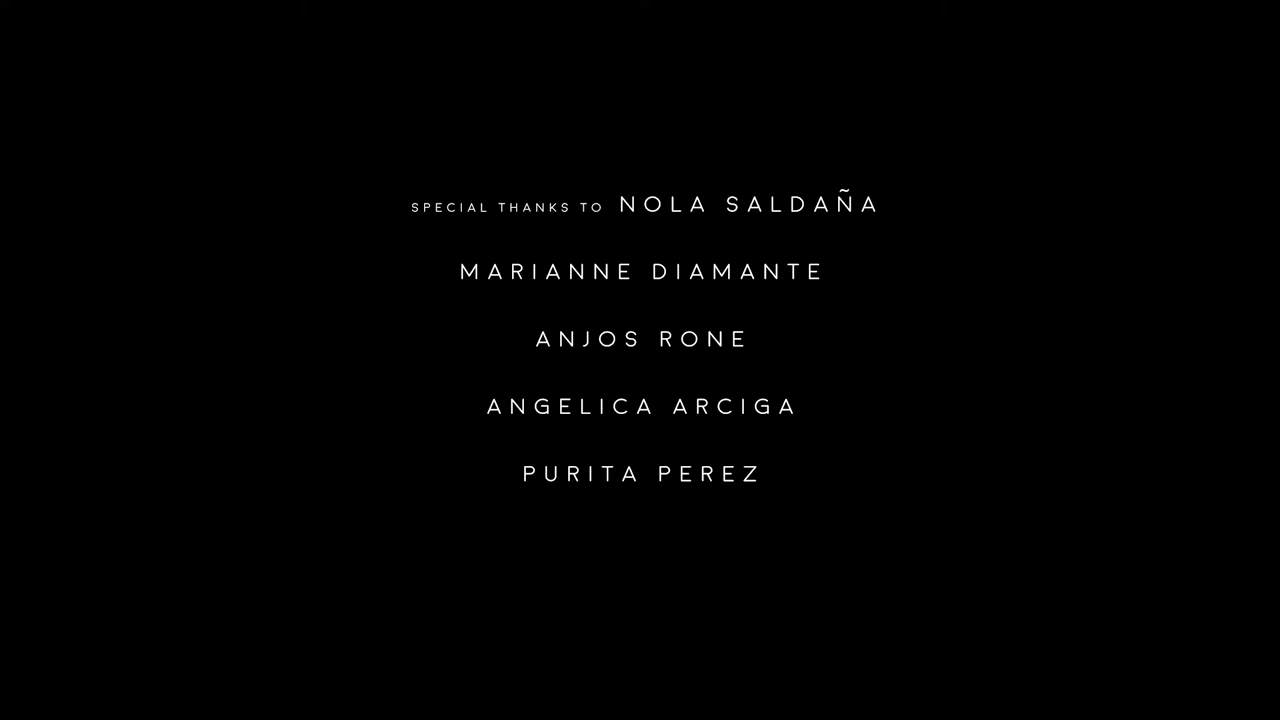 SPECIAL THANKS TO NOLA SALDAÑA
MARIANNE DIAMANTE
ANJOS RONE
ANGELICA ARCIGA
PURITA PEREZ